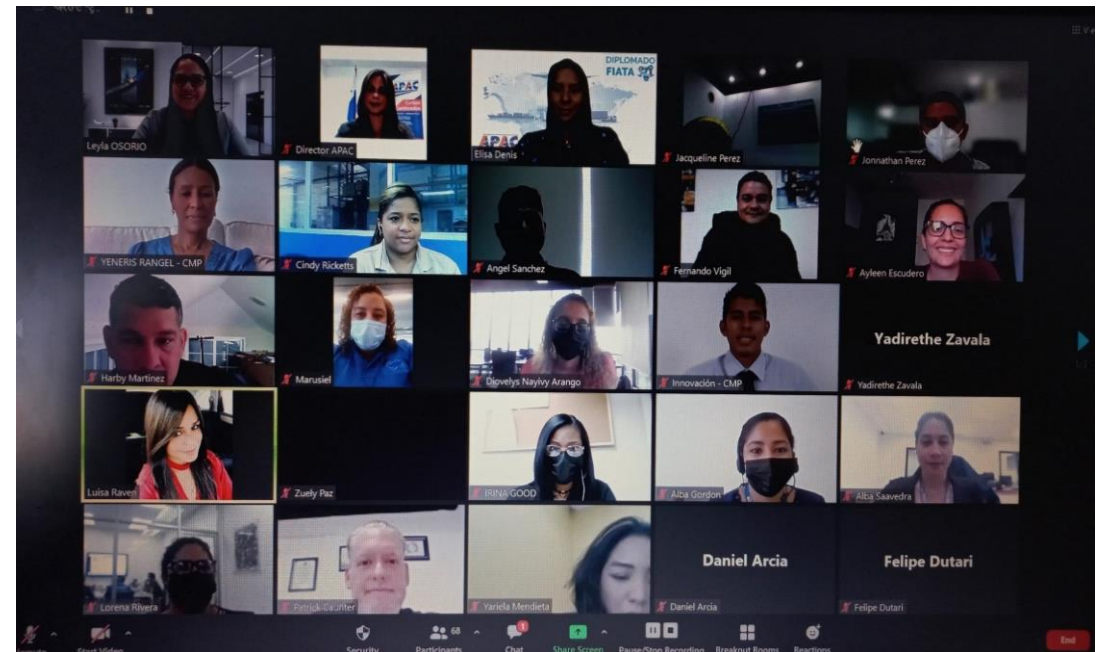 View
DIPLOMADO
FIATA
APAC
APAC
Leyla OSORIO
Director APAC
Elisa Denis
Jacqueline Perez
Jonnathan Perez
YENERIS RANGEL - CMP
Cindy Ricketts
Angel Sanchez
Fernando Vigil
Ayleen Escudero
Yadirethe Zavala
Harby Martinez
Marusiel
Diovelys Nayivy Arango
Innovación - CMP
Yadirethe Zavala
Luisa Raven
Zuely Paz
IRINA GOOD
Alba Gordon
Alba Saavedra
Daniel Arcia
Felipe Dutari
Lorena Rivera
Yariela Mendieta
Daniel Arcia
Felipe Dutari
68
1
Start Video
Security
Participants
Chat
Share Screen
Pause/Stop Recording
Breakout Rooms
Reactions
End